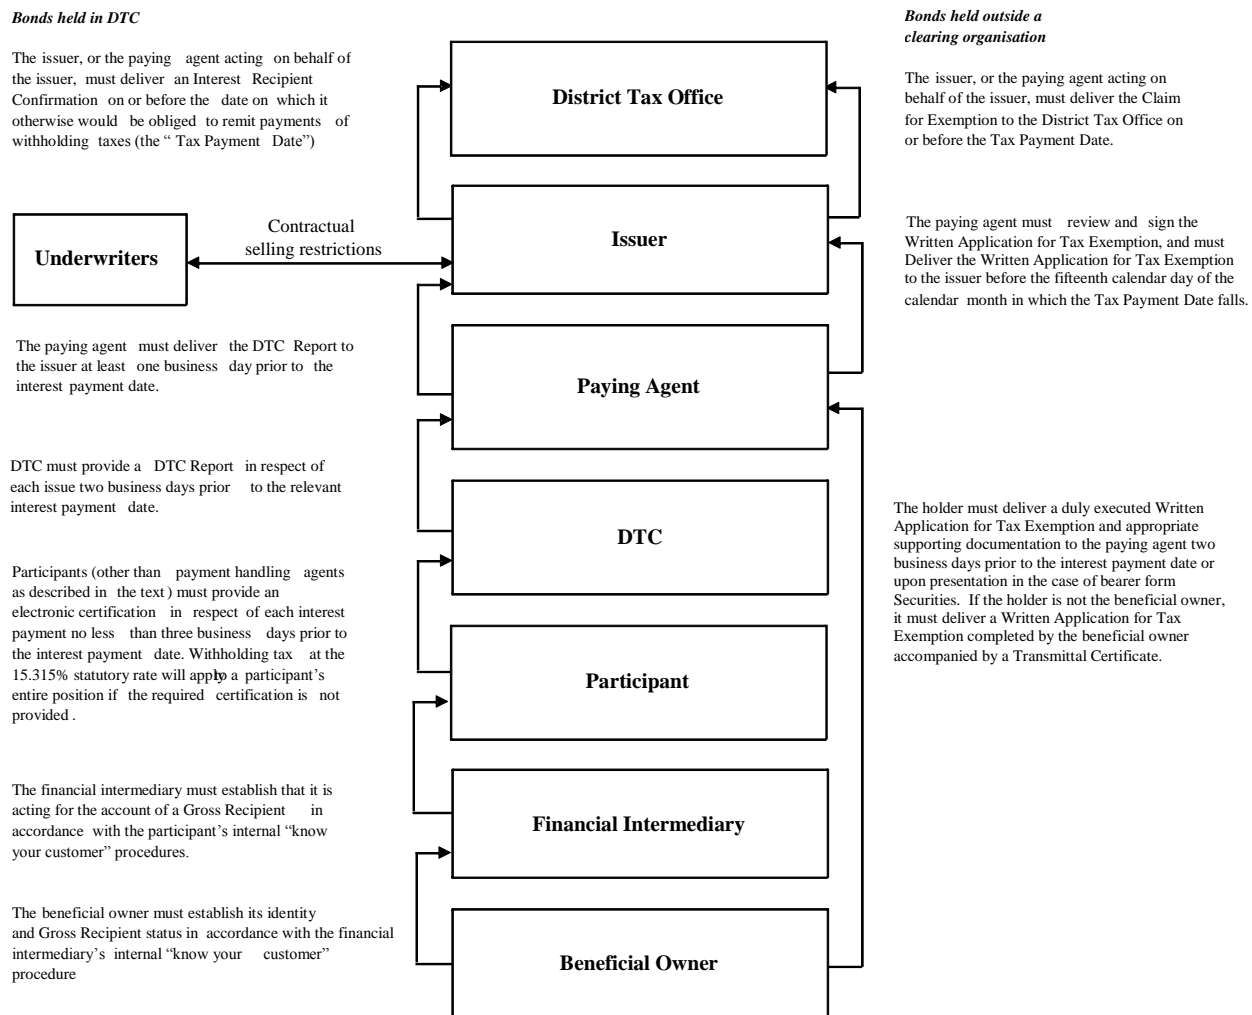 Bonds held in DTC
The issuer, or the paying agent acting on behalf of
the issuer, must deliver an Interest Recipient
Confirmation on or before the date on which it
otherwise would be obliged to remit payments of
withholding taxes (the “ Tax Payment Date”)
Bonds held outside a
clearing organisation
The issuer, or the paying agent acting on
behalf of the issuer, must deliver the Claim
for Exemption to the District Tax Office on
or before the Tax Payment Date.
District Tax Office
Underwriters
Contractual
selling restrictions
Issuer
The paying agent must review and sign the
Written Application for Tax Exemption, and must
Deliver the Written Application for Tax Exemption
to the issuer before the fifteenth calendar day of the
calendar month in which the Tax Payment Date falls.
The paying agent must deliver the DTC Report to
the issuer at least one business day prior to the
interest payment date.
Paying Agent
DTC must provide a DTC Report in respect of
each issue two business days prior to the relevant
interest payment date.
DTC
The holder must deliver a duly executed Written
Application for Tax Exemption and appropriate
supporting documentation to the paying agent two
business days prior to the interest payment date or
upon presentation in the case of bearer form
Securities. If the holder is not the beneficial owner,
it must deliver a Written Application for Tax
Exemption completed by the beneficial owner
accompanied by a Transmittal Certificate.
Participants (other than payment handling agents
as described in the text ) must provide an
electronic certification in respect of each interest
payment no less than three business days prior to
the interest payment date. Withholding tax at the
15.315% statutory rate will apply to a participant’s
entire position if the required certification is not
provided .
Participant
The financial intermediary must establish that it is
acting for the account of a Gross Recipient in
accordance with the participant’s internal “know
your customer” procedures.
Financial Intermediary
The beneficial owner must establish its identity
and Gross Recipient status in accordance with the financial
intermediary’s internal “know your customer”
procedure
Beneficial Owner